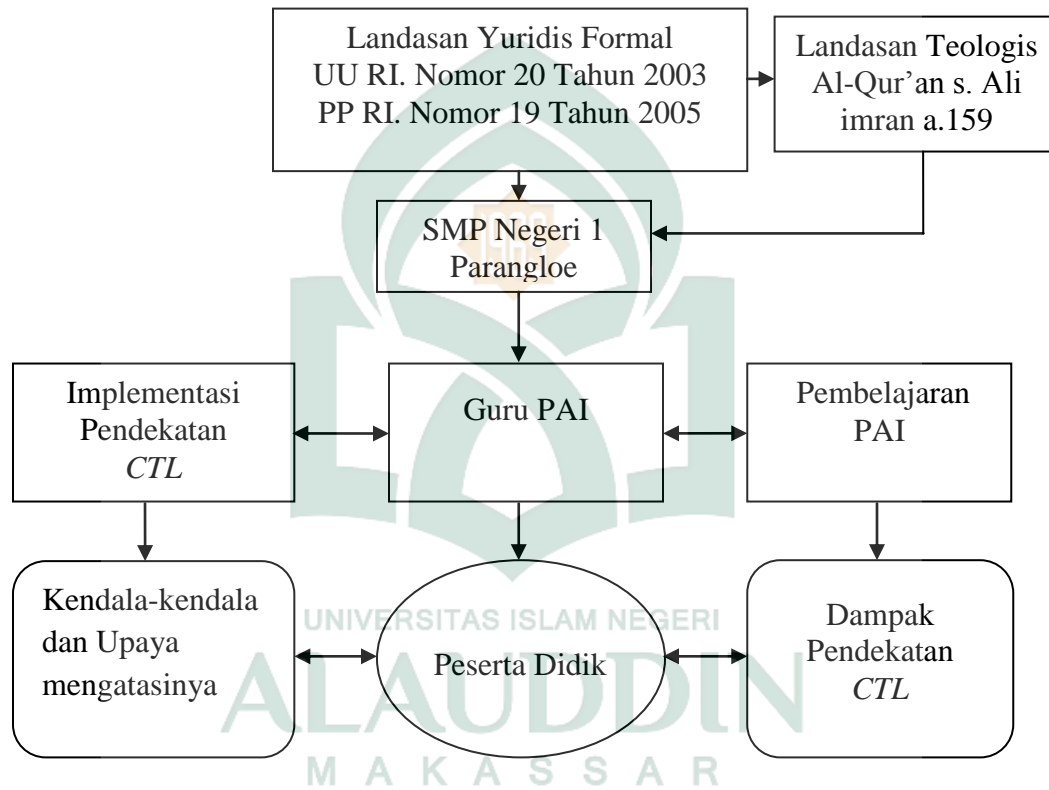 Landasan Yuridis Formal
UU RI. Nomor 20 Tahun 2003
PP RI. Nomor 19 Tahun 2005
Landasan Teologis
Al-Qur’an s. Ali
imran a.159
SMP Negeri 1
Parangloe
1965
Implementasi
Pendekatan
CTL
Guru PAI
Pembelajaran
PAI
Kendala-kendala
dan Upaya
mengatasinya
Peserta Didik
Dampak
Pendekatan
CTL
UNIVERSITAS ISLAM NEGERI
ALAUDDIN
MAKASSAR